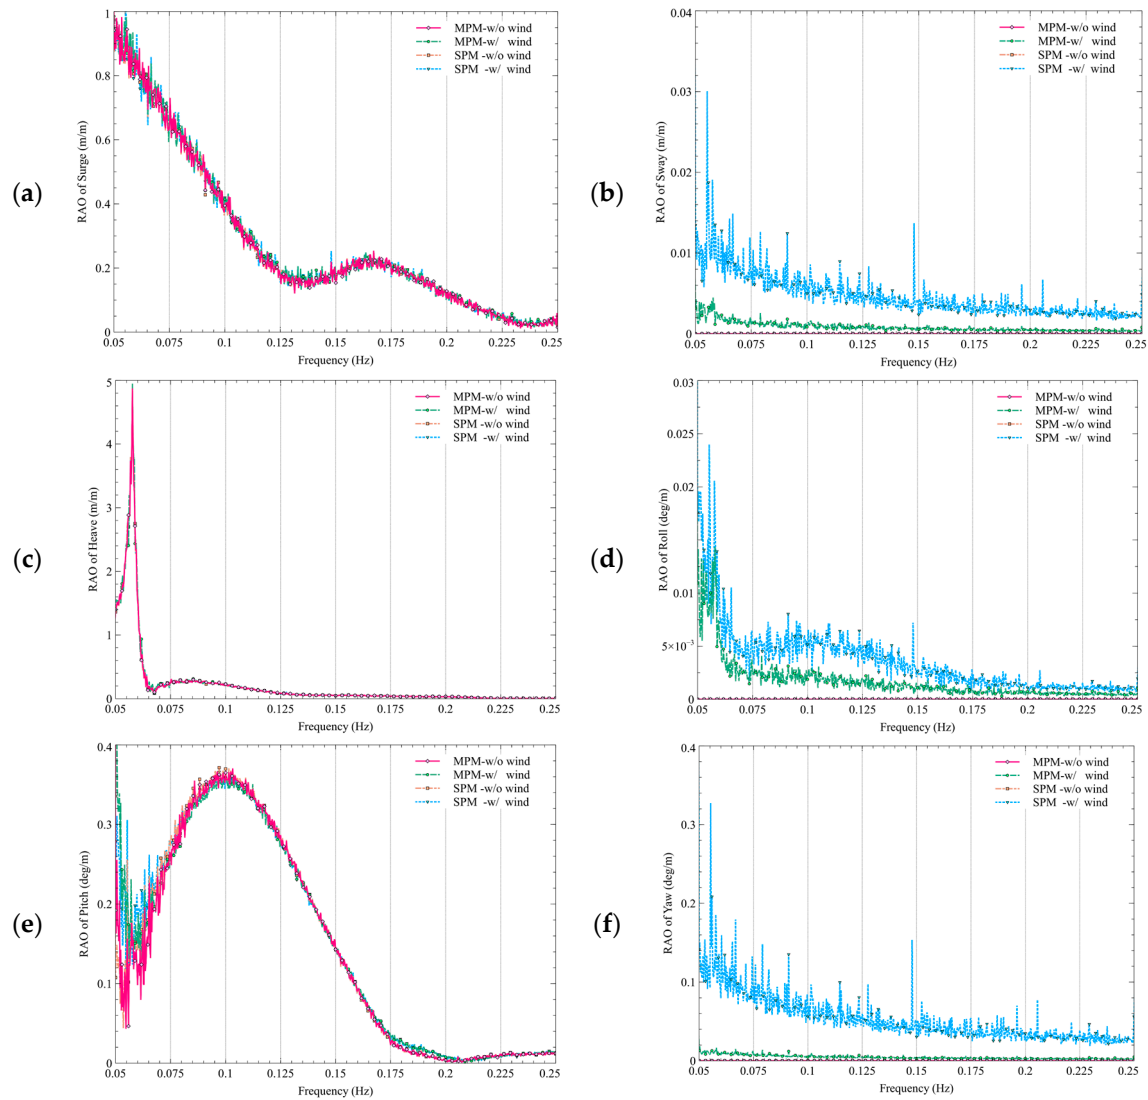 (a)
RAO of Surge (m/m)
1
0.8
0.6
0.4
0.2
0
MPM-w/o wind
MPM-w/ wind
SPM -w/o wind
SPM -w/ wind
0.05 0.075 0.1 0.125 0.15 0.175 0.2 0.225 0.25
Frequency (Hz)
(b)
RAO of Sway (m/m)
0.04
0.03
0.02
0.01
0
MPM-w/o wind
MPM-w/ wind
SPM -w/o wind
SPM -w/ wind
0.05 0.075 0.1 0.125 0.15 0.175 0.2 0.225 0.25
Frequency (Hz)
(c)
RAO of Heave (m/m)
5
4
3
2
1
0
MPM-w/o wind
MPM-w/ wind
SPM -w/o wind
SPM -w/ wind
0.05 0.075 0.1 0.125 0.15 0.175 0.2 0.225 0.25
Frequency (Hz)
(d)
RAO of Roll (deg/m)
0.03
0.025
0.02
0.01
5×10⁻³
0
MPM-w/o wind
MPM-w/ wind
SPM -w/o wind
SPM -w/ wind
0.05 0.075 0.1 0.125 0.15 0.175 0.2 0.225 0.25
Frequency (Hz)
(e)
RAO of Pitch (deg/m)
0.4
0.3
0.2
0.1
0
MPM-w/o wind
MPM-w/ wind
SPM -w/o wind
SPM -w/ wind
0.05 0.075 0.1 0.125 0.15 0.175 0.2 0.225 0.25
Frequency (Hz)
(f)
RAO of Yaw (deg/m)
0.4
0.3
0.2
0.1
0
MPM-w/o wind
MPM-w/ wind
SPM -w/o wind
SPM -w/ wind
0.05 0.075 0.1 0.125 0.15 0.175 0.2 0.225 0.25
Frequency (Hz)